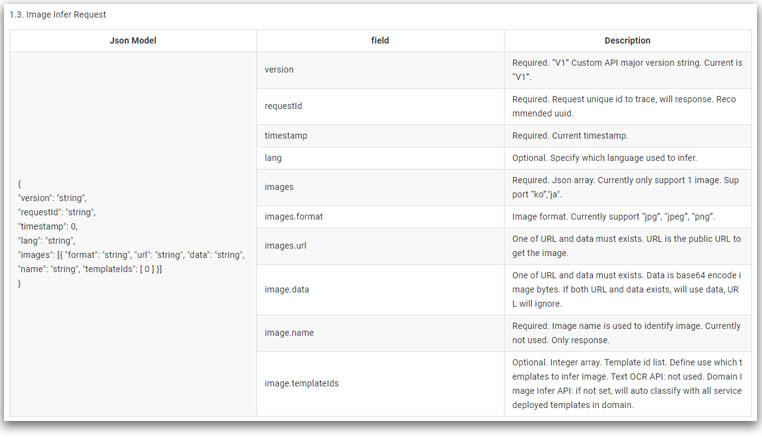 1.3. Image Infer Request
Json Model
field
Description
{
"version": "string",
"requestId": "string",
"timestamp": 0,
"lang": "string",
"images": [{ "format": "string", "url": "string", "data": "string",
"name": "string", "templateIds": [ 0 ] }]
}
version
Required. "V1" Custom API major version string. Current is
"V1".
requestId
Required. Request unique id to trace, will response. Reco
mmended uuid.
timestamp
Required. Current timestamp.
lang
Optional. Specify which language used to infer.
images
Required. Json array. Currently only support 1 image. Sup
port "ko","ja".
images.format
Image format. Currently support "jpg", "jpeg", "png".
images.url
One of URL and data must exists. URL is the public URL to
get the image.
image.data
One of URL and data must exists. Data is base64 encode i
mage bytes. If both URL and data exists, will use data, UR
L will ignore.
image.name
Required. Image name is used to identify image. Currently
not used. Only response.
image.templateIds
Optional. Integer array. Template id list. Define use which t
emplates to infer image. Text OCR API: not used. Domain I
mage Infer API: if not set, will auto classify with all service
deployed templates in domain.